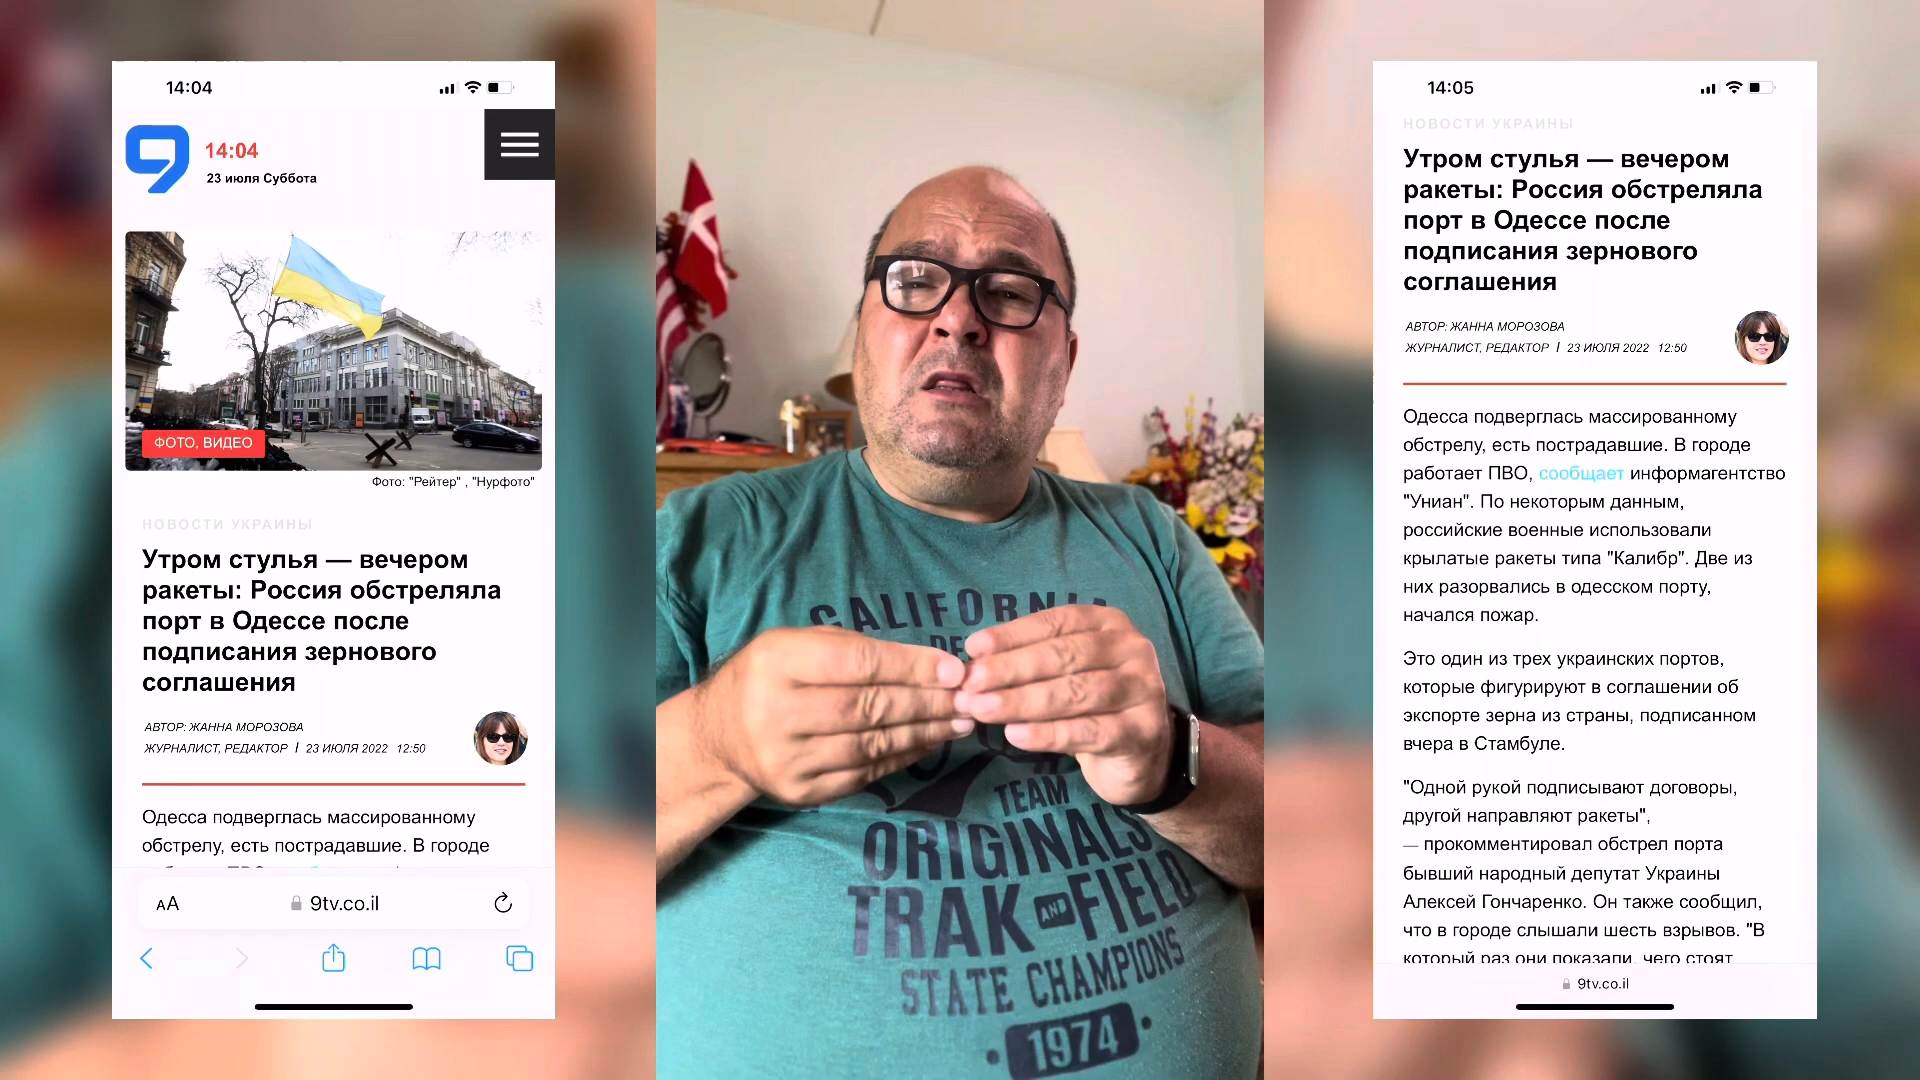 14:04
9
14:04
23 июля Суббота
ФОТО, ВИДЕО
Фото: "Рейтер" , "Нурфото"
НОВОСТИ УКРАИНЫ
Утром стулья — вечером
ракеты: Россия обстреляла
порт в Одессе после
подписания зернового
соглашения
АВТОР: ЖАННА МОРОЗОВА
ЖУРНАЛИСТ, РЕДАКТОР | 23 ИЮЛЯ 2022 12:50
Одесса подверглась массированному
обстрелу, есть пострадавшие. В городе
AA 9tv.co.il
CALIFORNIA
TEAM
ORIGINALS
TRAK AND FIELD
STATE CHAMPIONS
1974
14:05
НОВОСТИ УКРАИНЫ
Утром стулья — вечером
ракеты: Россия обстреляла
порт в Одессе после
подписания зернового
соглашения
АВТОР: ЖАННА МОРОЗОВА
ЖУРНАЛИСТ, РЕДАКТОР | 23 ИЮЛЯ 2022 12:50
Одесса подверглась массированному
обстрелу, есть пострадавшие. В городе
работает ПВО, сообщает информагентство
"Униан". По некоторым данным,
российские военные использовали
крылатые ракеты типа "Калибр". Две из
них разорвались в одесском порту,
начался пожар.
Это один из трех украинских портов,
которые фигурируют в соглашении об
экспорте зерна из страны, подписанном
вчера в Стамбуле.
"Одной рукой подписывают договоры,
другой направляют ракеты",
— прокомментировал обстрел порта
бывший народный депутат Украины
Алексей Гончаренко. Он также сообщил,
что в городе слышали шесть взрывов. "В
который раз они показали, чего стоят
9tv.co.il